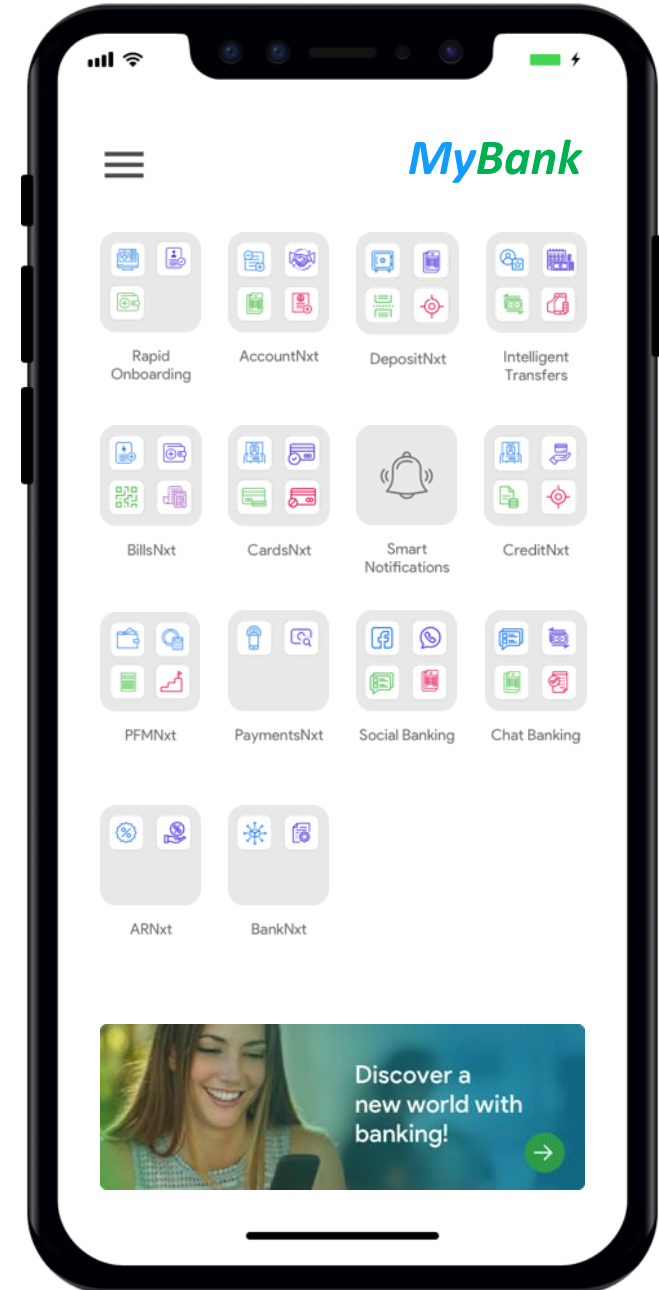 MyBank
Rapid
Onboarding
AccountNxt
DepositNxt
Intelligent
Transfers
BillsNxt
CardsNxt
Smart
Notifications
CreditNxt
PFMNxt
PaymentsNxt
Social Banking
Chat Banking
ARNxt
BankNxt
Discover a
new world with
banking!